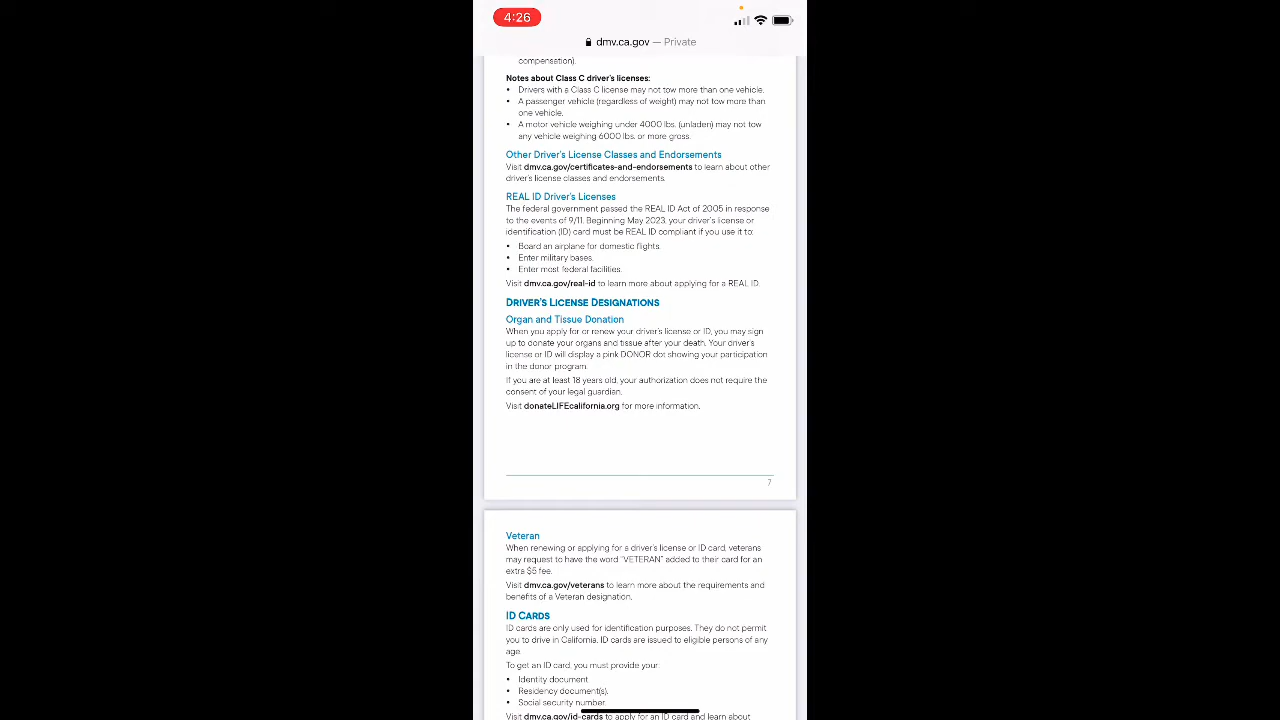 4:26
dmv.ca.gov — Private
compensation).
Notes about Class C driver's licenses:
• Drivers with a Class C license may not tow more than one vehicle.
• A passenger vehicle (regardless of weight) may not tow more than
one vehicle.
• A motor vehicle weighing under 4000 lbs. (unladen) may not tow
any vehicle weighing 6000 lbs. or more gross.
Other Driver's License Classes and Endorsements
Visit dmv.ca.gov/certificates-and-endorsements to learn about other
driver's license classes and endorsements.
REAL ID Driver's Licenses
The federal government passed the REAL ID Act of 2005 in response
to the events of 9/11. Beginning May 2023, your driver's license or
identification (ID) card must be REAL ID compliant if you use it to:
• Board an airplane for domestic flights.
• Enter military bases.
• Enter most federal facilities.
Visit dmv.ca.gov/real-id to learn more about applying for a REAL ID.
DRIVER'S LICENSE DESIGNATIONS
Organ and Tissue Donation
When you apply for or renew your driver's license or ID, you may sign
up to donate your organs and tissue after your death. Your driver's
license or ID will display a pink DONOR dot showing your participation
in the donor program.
If you are at least 18 years old, your authorization does not require the
consent of your legal guardian.
Visit donateLIFEcalifornia.org for more information.
7
Veteran
When renewing or applying for a driver's license or ID card, veterans
may request to have the word "VETERAN" added to their card for an
extra $5 fee.
Visit dmv.ca.gov/veterans to learn more about the requirements and
benefits of a Veteran designation.
ID CARDS
ID cards are only used for identification purposes. They do not permit
you to drive in California. ID cards are issued to eligible persons of any
age.
To get an ID card, you must provide your:
• Identity document
• Residency document(s).
• Social security number.
Visit dmv.ca.gov/id-cards to apply for an ID card and learn about